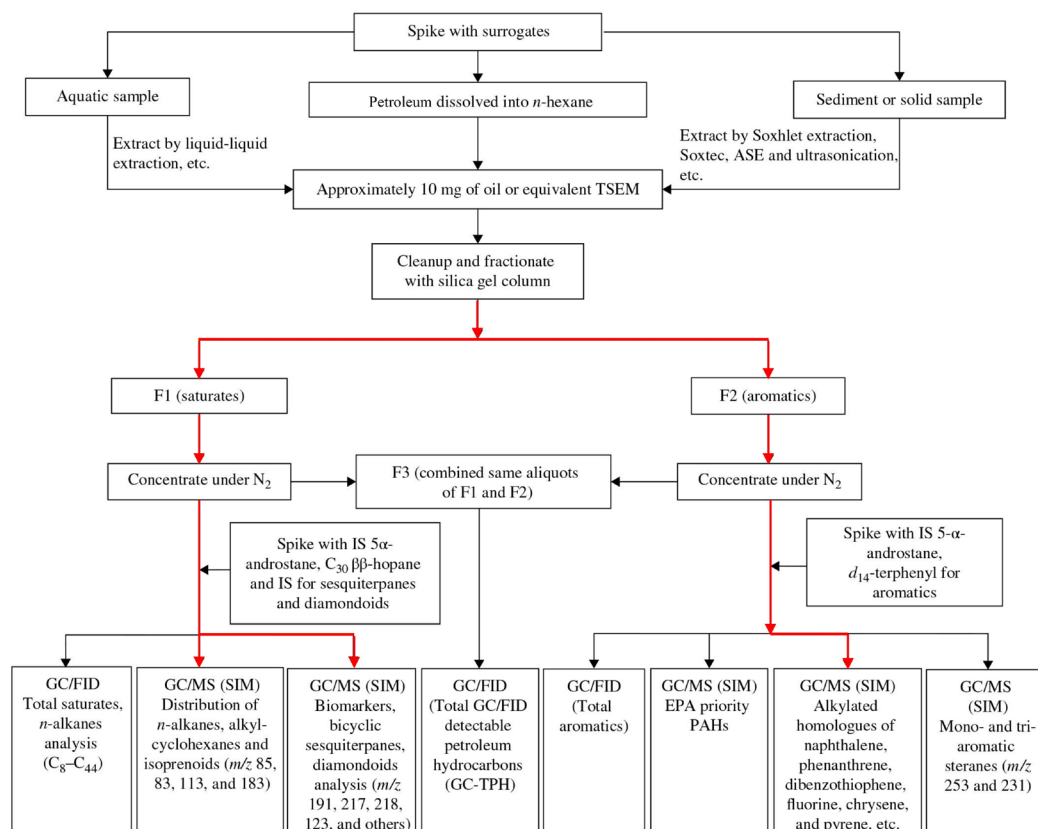 Spike with surrogates
Aquatic sample
Petroleum dissolved into n-hexane
Sediment or solid sample
Extract by liquid-liquid
extraction, etc.
Extract by Soxhlet extraction,
Soxtec, ASE and ultrasonication,
etc.
Approximately 10 mg of oil or equivalent TSEM
Cleanup and fractionate
with silica gel column
F1 (saturates)
F2 (aromatics)
Concentrate under N2
F3 (combined same aliquots
of F1 and F2)
Concentrate under N2
Spike with IS 5α-
androstane, C30 ββ-hopane
and IS for sesquiterpanes
and diamondoids
Spike with IS 5-α-
androstane,
d14-terphenyl for
aromatics
GC/FID
Total saturates,
n-alkanes
analysis
(C8–C44)
GC/MS (SIM)
Distribution of
n-alkanes, alkyl-
cyclohexanes and
isoprenoids (m/z 85,
83, 113, and 183)
GC/MS (SIM)
Biomarkers,
bicyclic
sesquiterpanes,
diamondoids
analysis (m/z
191, 217, 218,
123, and others)
GC/FID
(Total GC/FID
detectable
petroleum
hydrocarbons)
(GC-TPH)
GC/FID
(Total
aromatics)
GC/MS (SIM)
EPA priority
PAHs
GC/MS (SIM)
Alkylated
homologues of
naphthalene,
phenanthrene,
dibenzothiophene,
fluorine, chrysene,
and pyrene, etc.
GC/MS
(SIM)
Mono- and tri-
aromatic
steranes (m/z
253 and 231)